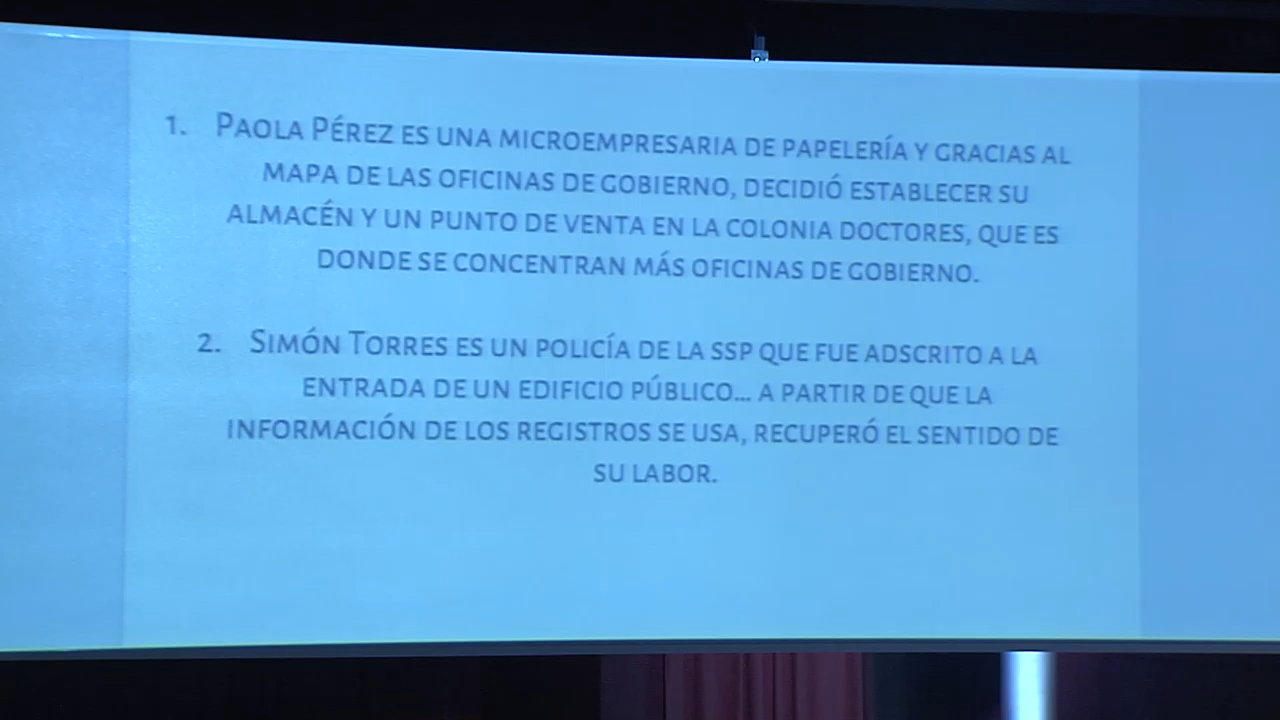 1. PAOLA PÉREZ ES UNA MICROEMPRESARIA DE PAPELERÍA Y GRACIAS AL
MAPA DE LAS OFICINAS DE GOBIERNO, DECIDIÓ ESTABLECER SU
ALMACÉN Y UN PUNTO DE VENTA EN LA COLONIA DOCTORES, QUE ES
DONDE SE CONCENTRAN MÁS OFICINAS DE GOBIERNO.
2. SIMÓN TORRES ES UN POLICÍA DE LA SSP QUE FUE ADSCRITO A LA
ENTRADA DE UN EDIFICIO PÚBLICO... A PARTIR DE QUE LA
INFORMACIÓN DE LOS REGISTROS SE USA, RECUPERÓ EL SENTIDO DE
SU LABOR.